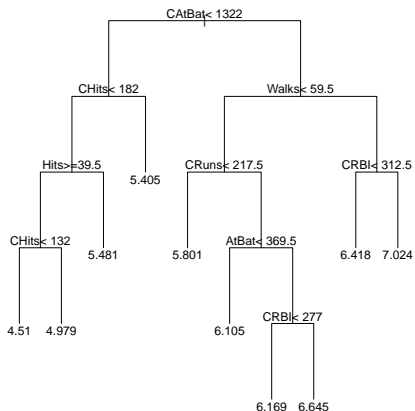 CAtBat< 1322
CHits< 182 Walks< 59.5
Hits>=39.5 5.405 CRuns< 217.5 CRBI< 312.5
CHits< 132 5.481 5.801 AtBat< 369.5 6.418 7.024
4.51 4.979 6.105 CRBI< 277
6.169 6.645